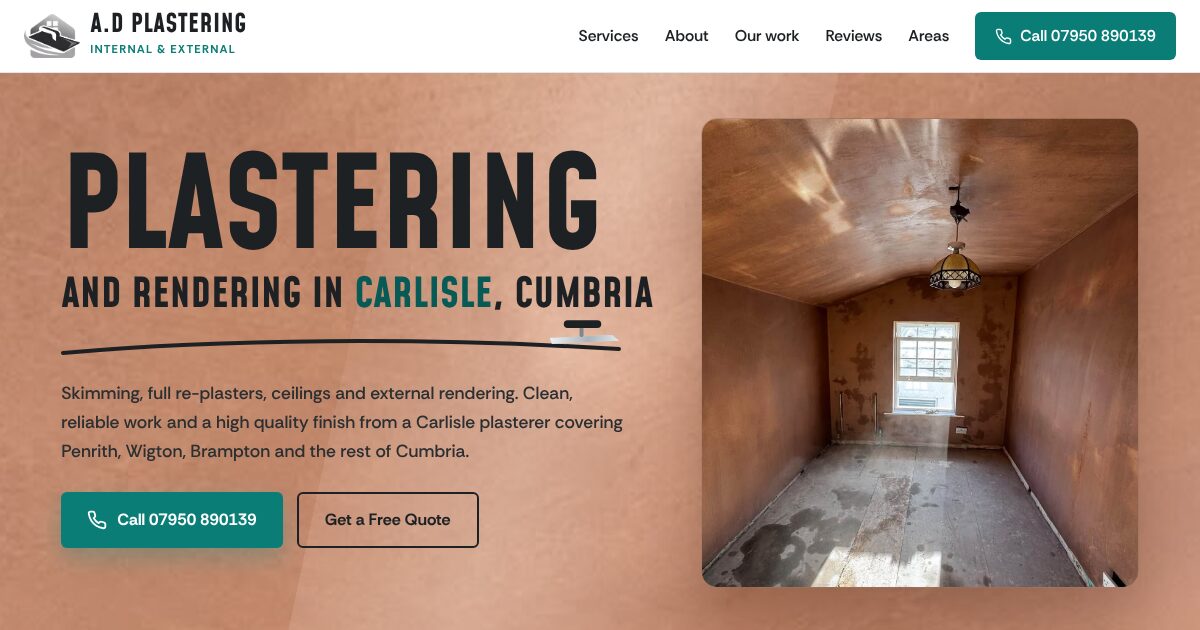 A.D PLASTERING
INTERNAL & EXTERNAL
Services About Our work Reviews Areas Call 07950 890139
PLASTERING
AND RENDERING IN CARLISLE, CUMBRIA
Skimming, full re-plasters, ceilings and external rendering. Clean,
reliable work and a high quality finish from a Carlisle plasterer covering
Penrith, Wigton, Brampton and the rest of Cumbria.
Call 07950 890139 Get a Free Quote